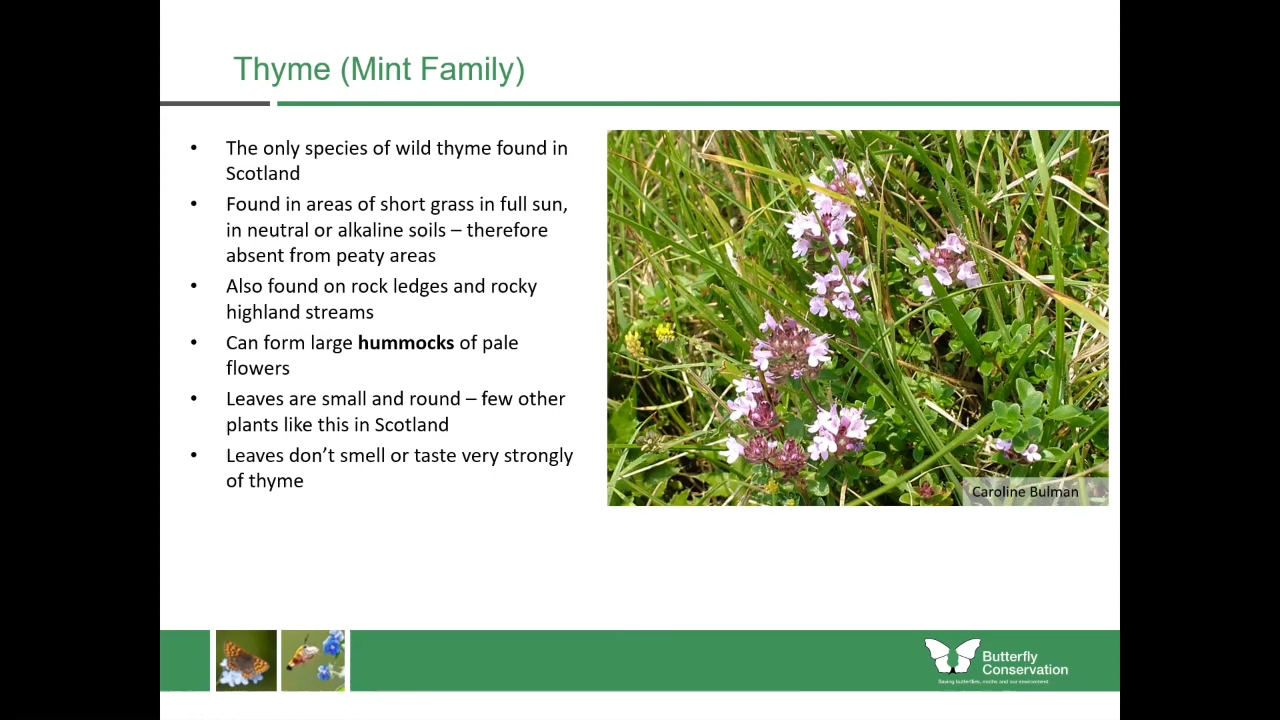 Thyme (Mint Family)
• The only species of wild thyme found in
Scotland
• Found in areas of short grass in full sun,
in neutral or alkaline soils – therefore
absent from peaty areas
• Also found on rock ledges and rocky
highland streams
• Can form large hummocks of pale
flowers
• Leaves are small and round – few other
plants like this in Scotland
• Leaves don’t smell or taste very strongly
of thyme
Caroline Bulman
Butterfly
Conservation
Saving butterflies, moths and our environment